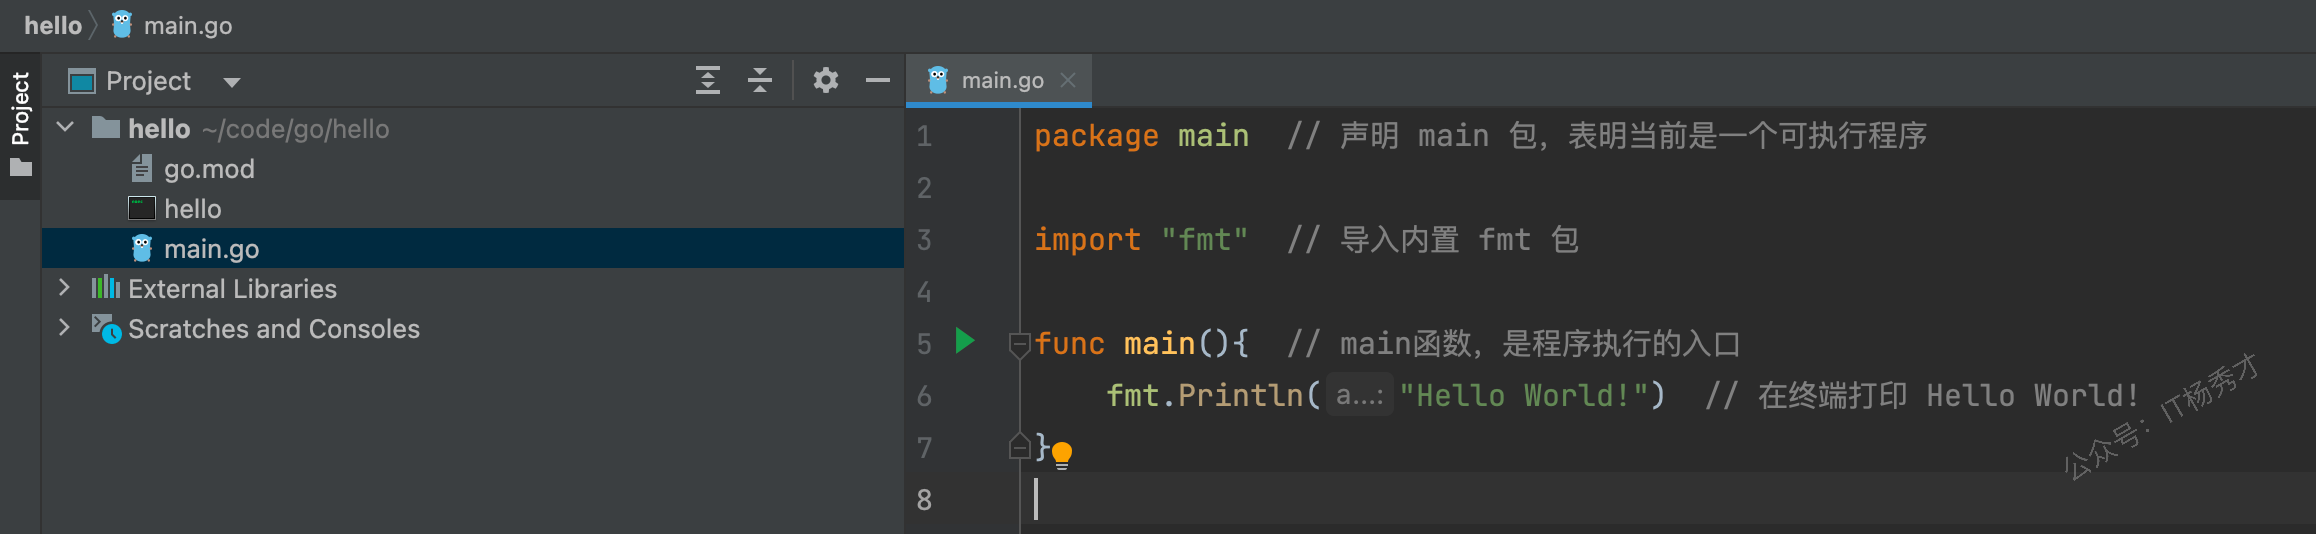 hello main.go
Project
Project
main.go
hello ~/code/go/hello
go.mod
hello
main.go
External Libraries
Scratches and Consoles
1 package main // 声明 main 包，表明当前是一个可执行程序
2
3 import "fmt" // 导入内置 fmt 包
4
5 func main(){ // main函数，是程序执行的入口
6 fmt.Println( a...: "Hello World!") // 在终端打印 Hello World!
7 }
8
公众号：IT杨秀才